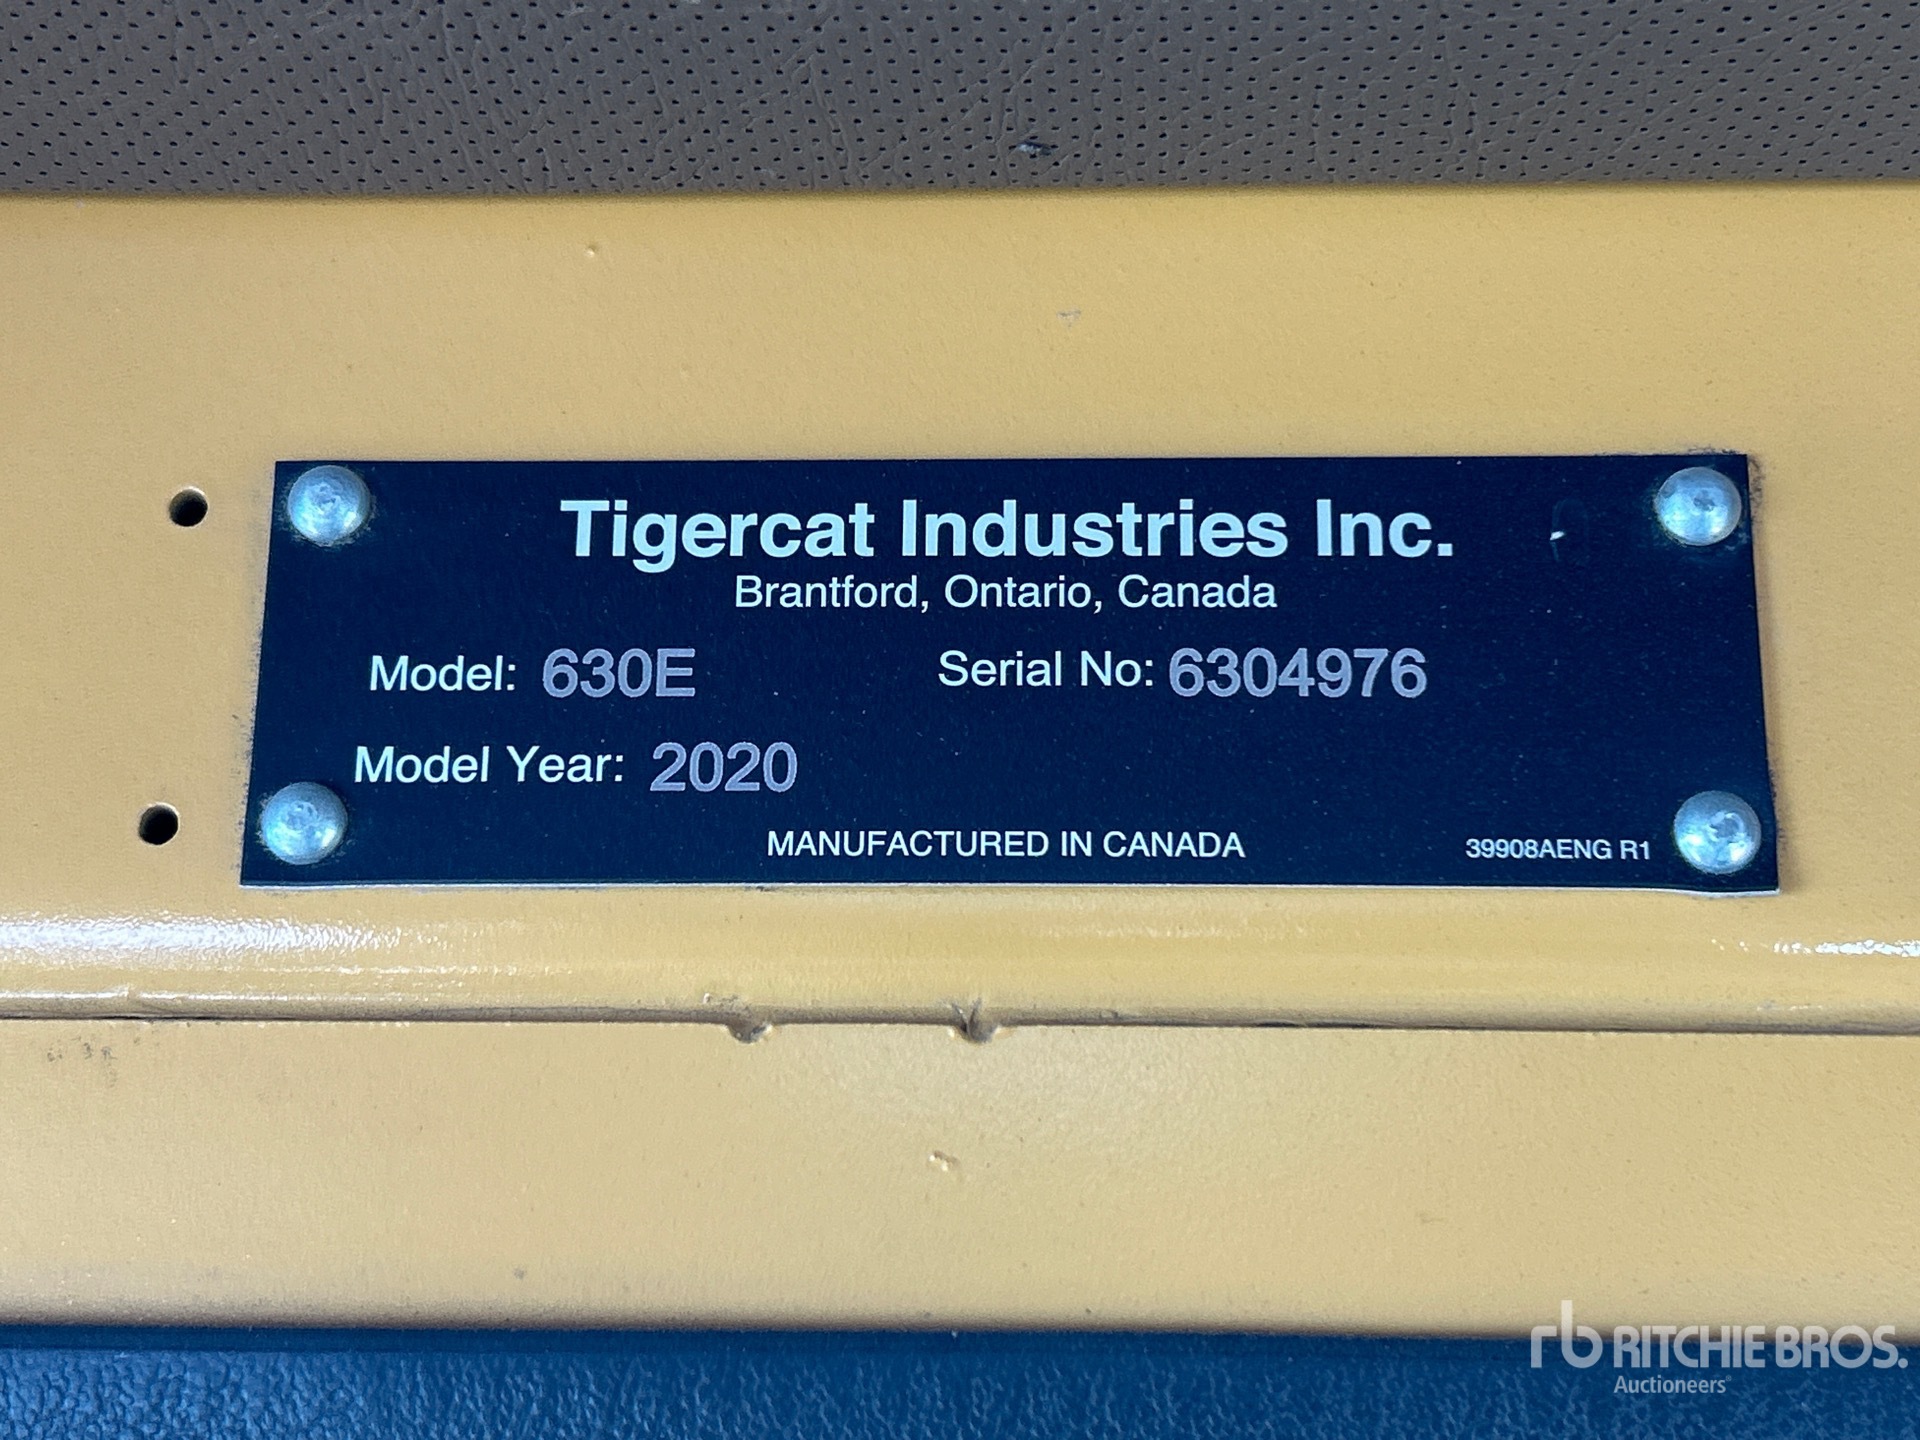 Tigercat Industries Inc.
Brantford, Ontario, Canada
Model: 630E Serial No: 6304976
Model Year: 2020
MANUFACTURED IN CANADA 39908AENG R1
rb RITCHIE BROS.
Auctioneers